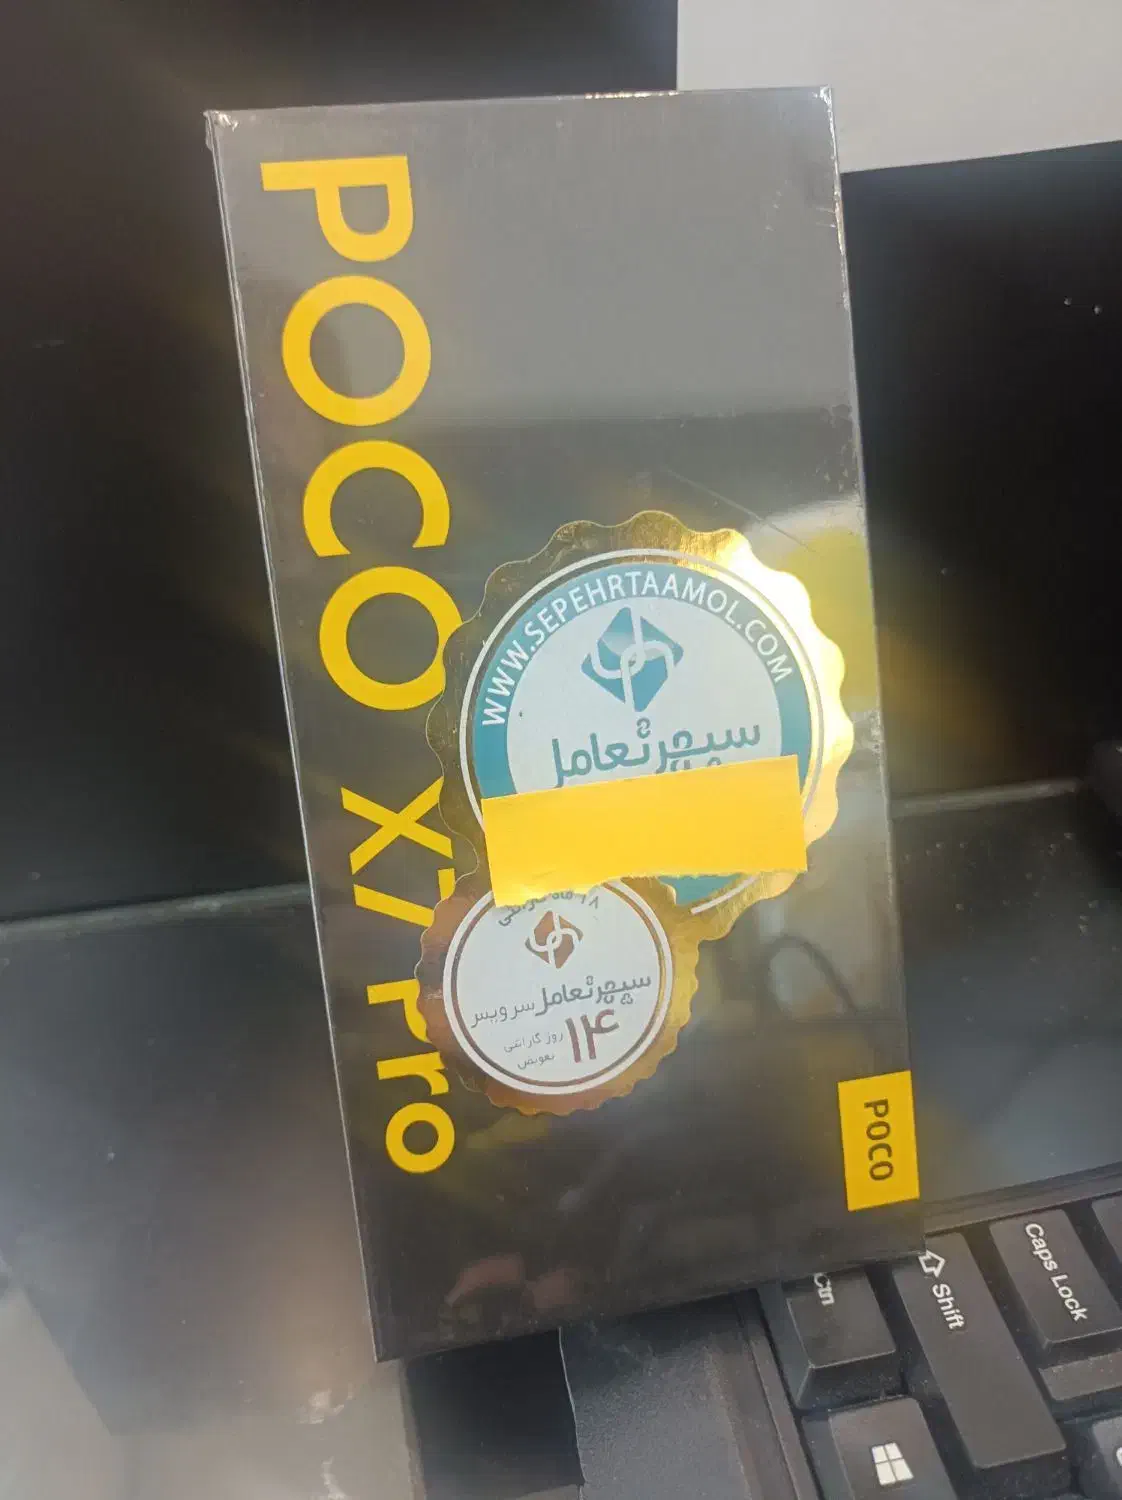 POCO X7 Pro
WWW.SEPEHRTAAMOL.COM
سپهرتعامل
۱۸ ماه گارانتی
سپهرتعامل سرویس
۱۴ روز گارانتی
تعویض
POCO
Caps Lock
Shift
Ctrl